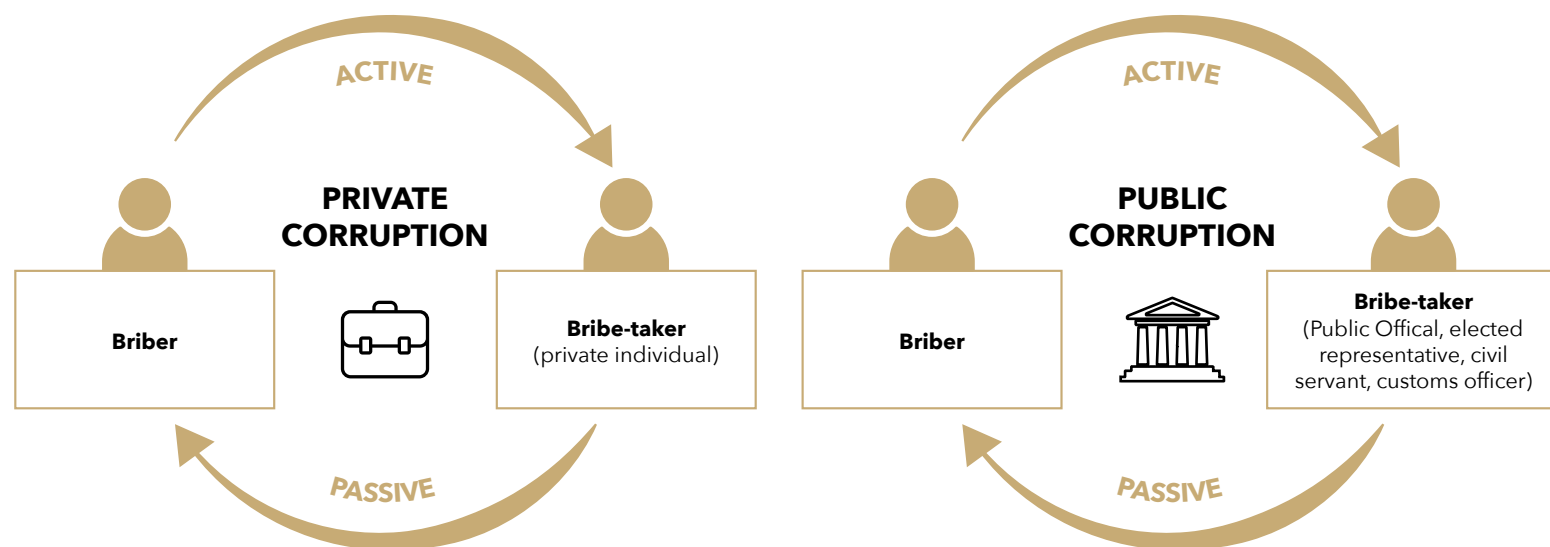 ACTIVE
PRIVATE
CORRUPTION
Briber
Bribe-taker
(private individual)
PASSIVE
ACTIVE
PUBLIC
CORRUPTION
Briber
Bribe-taker
(Public Offical, elected
representative, civil
servant, customs officer)
PASSIVE